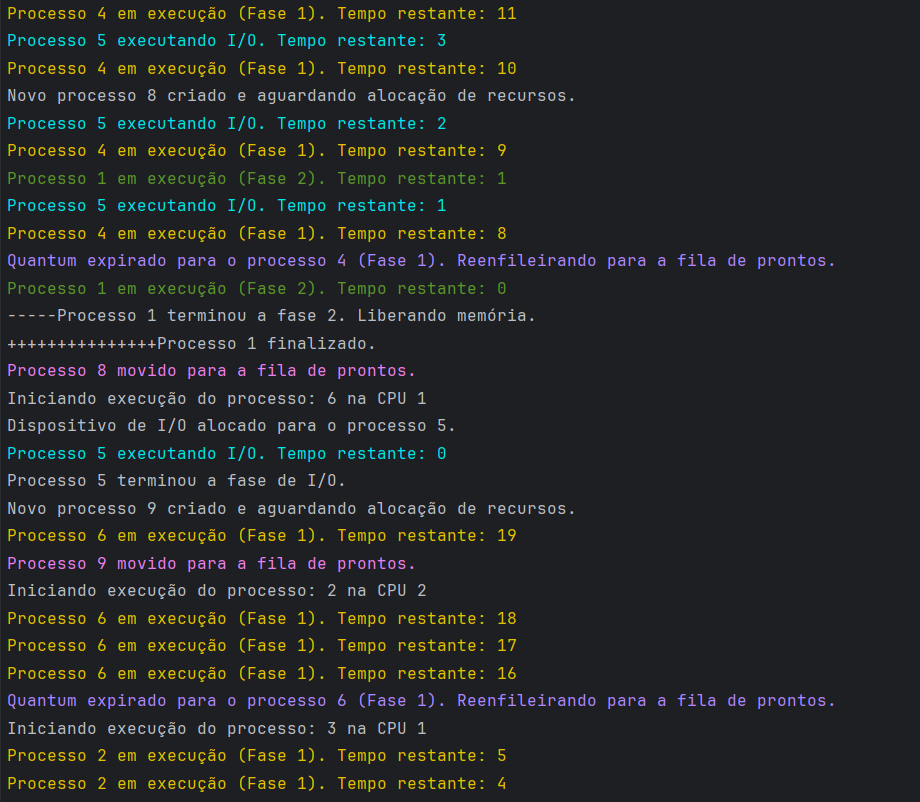 Processo 4 em execução (Fase 1). Tempo restante: 11
Processo 5 executando I/O. Tempo restante: 3
Processo 4 em execução (Fase 1). Tempo restante: 10
Novo processo 8 criado e aguardando alocação de recursos.
Processo 5 executando I/O. Tempo restante: 2
Processo 4 em execução (Fase 1). Tempo restante: 9
Processo 1 em execução (Fase 2). Tempo restante: 1
Processo 5 executando I/O. Tempo restante: 1
Processo 4 em execução (Fase 1). Tempo restante: 8
Quantum expirado para o processo 4 (Fase 1). Reenfileirando para a fila de prontos.
Processo 1 em execução (Fase 2). Tempo restante: 0
-----Processo 1 terminou a fase 2. Liberando memória.
+++++++++++++++Processo 1 finalizado.
Processo 8 movido para a fila de prontos.
Iniciando execução do processo: 6 na CPU 1
Dispositivo de I/O alocado para o processo 5.
Processo 5 executando I/O. Tempo restante: 0
Processo 5 terminou a fase de I/O.
Novo processo 9 criado e aguardando alocação de recursos.
Processo 6 em execução (Fase 1). Tempo restante: 19
Processo 9 movido para a fila de prontos.
Iniciando execução do processo: 2 na CPU 2
Processo 6 em execução (Fase 1). Tempo restante: 18
Processo 6 em execução (Fase 1). Tempo restante: 17
Processo 6 em execução (Fase 1). Tempo restante: 16
Quantum expirado para o processo 6 (Fase 1). Reenfileirando para a fila de prontos.
Iniciando execução do processo: 3 na CPU 1
Processo 2 em execução (Fase 1). Tempo restante: 5
Processo 2 em execução (Fase 1). Tempo restante: 4